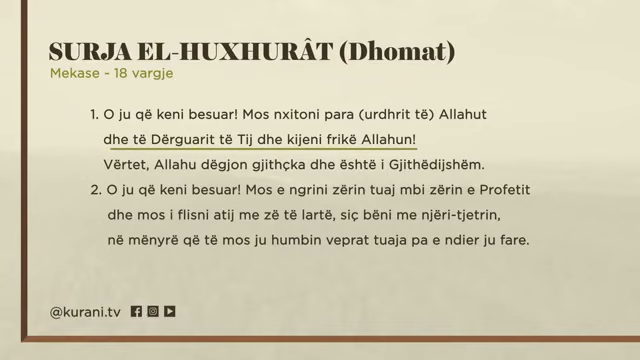 SURJA EL-HUXHURÂT (Dhomat)
Mekase - 18 vargje
1. O ju që keni besuar! Mos nxitoni para (urdhrit të) Allahut
dhe të Dërguarit të Tij dhe kijeni frikë Allahun!
Vërtet, Allahu dëgjon gjithçka dhe është i Gjithëdijshëm.
2. O ju që keni besuar! Mos e ngrini zërin tuaj mbi zërin e Profetit
dhe mos i flisni atij me zë të lartë, siç bëni me njëri-tjetrin,
në mënyrë që të mos ju humbin veprat tuaja pa e ndier ju fare.
@kurani.tv